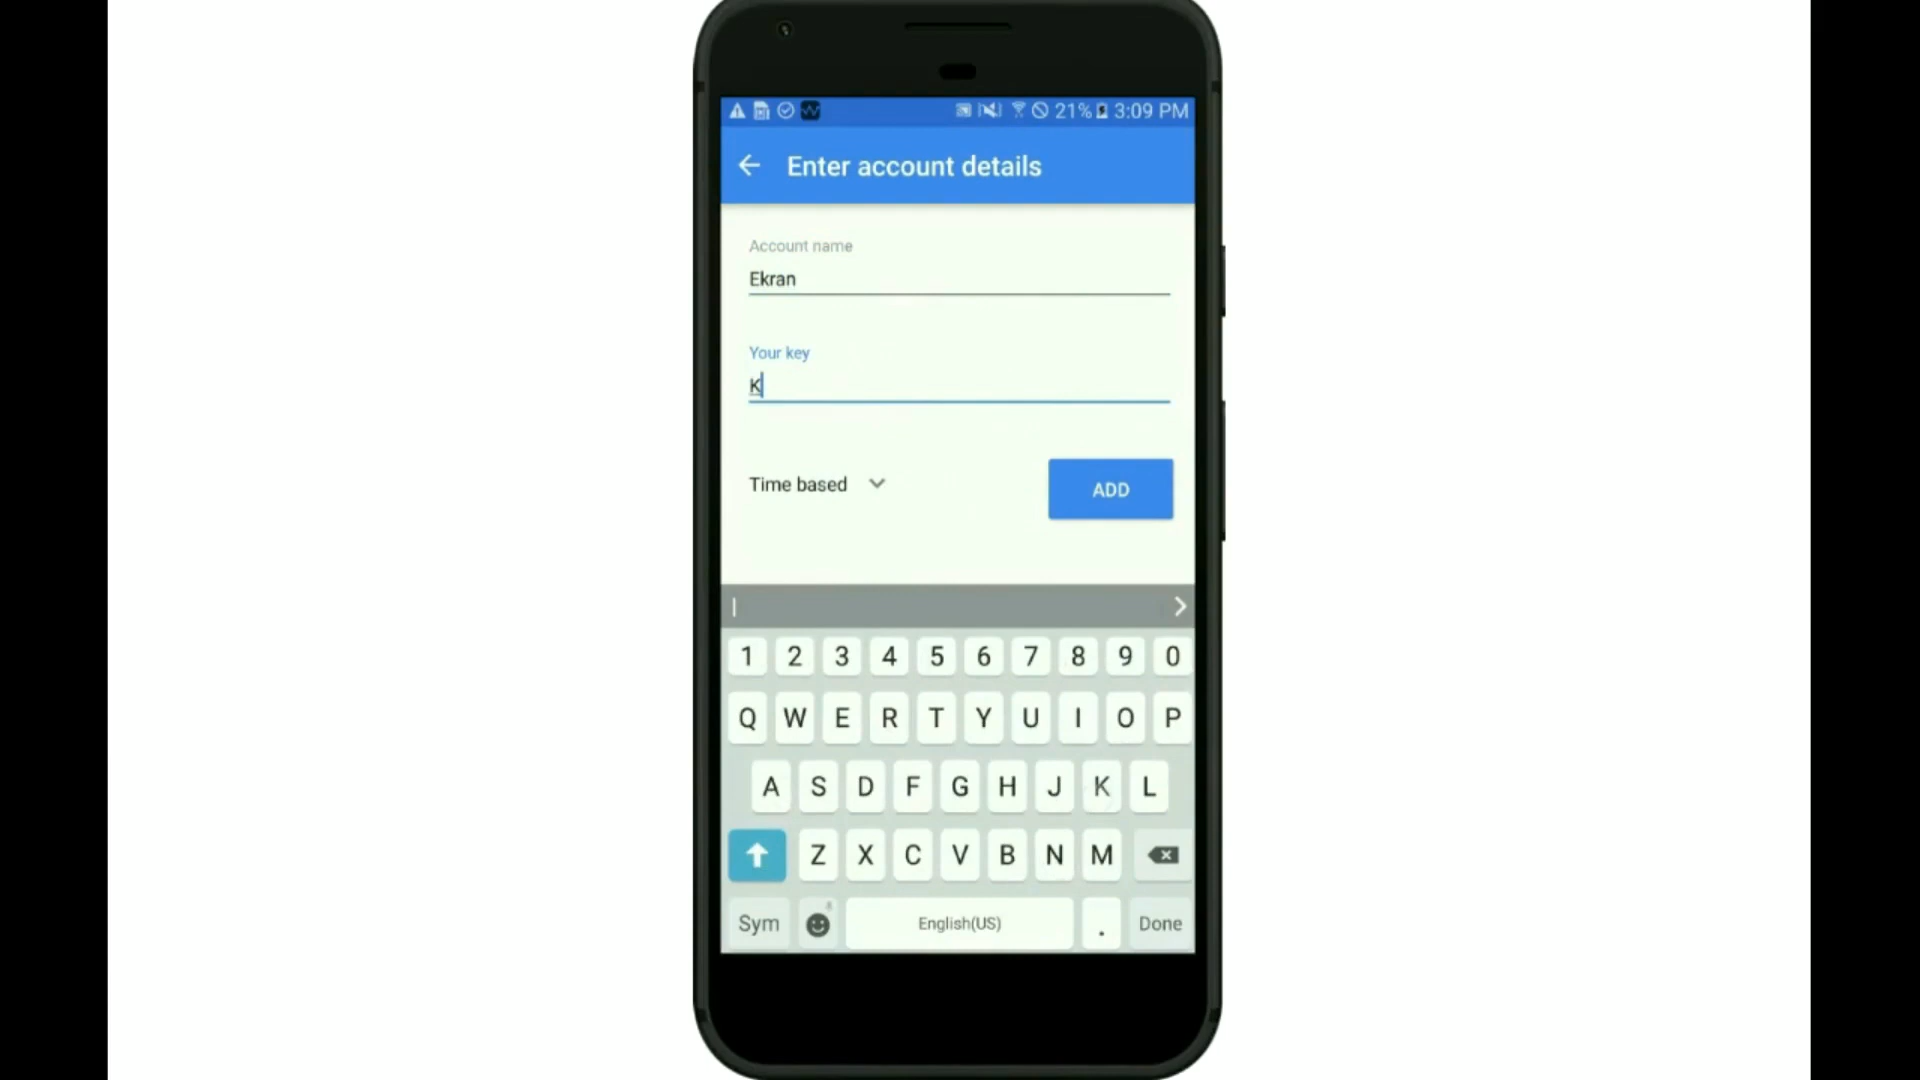 21% 3:09 PM
Enter account details
Account name
Ekran
Your key
K
Time based
ADD
1 2 3 4 5 6 7 8 9 0
Q W E R T Y U I O P
A S D F G H J K L
Z X C V B N M
Sym English(US) . Done